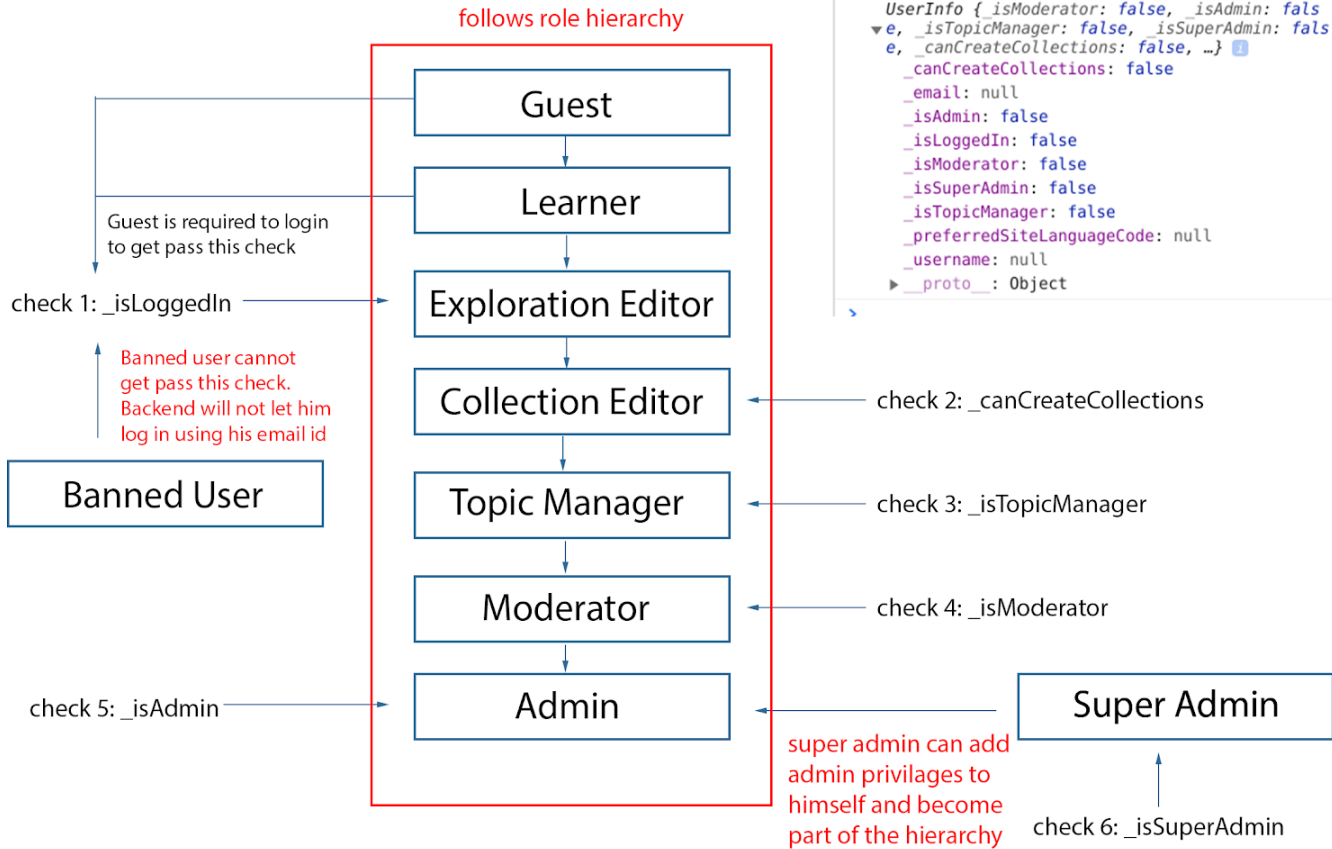 follows role hierarchy
UserInfo {_isModerator: false, _isAdmin: fals
e, _isTopicManager: false, _isSuperAdmin: fals
e, _canCreateCollections: false, …} i
_canCreateCollections: false
_email: null
_isAdmin: false
_isLoggedIn: false
_isModerator: false
_isSuperAdmin: false
_isTopicManager: false
_preferredSiteLanguageCode: null
_username: null
__proto__: Object
Guest
Learner
Guest is required to login
to get pass this check
check 1: _isLoggedIn
Exploration Editor
Banned user cannot
get pass this check.
Backend will not let him
log in using his email id
Collection Editor
check 2: _canCreateCollections
Banned User
Topic Manager
check 3: _isTopicManager
Moderator
check 4: _isModerator
check 5: _isAdmin
Admin
Super Admin
super admin can add
admin privilages to
himself and become
part of the hierarchy
check 6: _isSuperAdmin